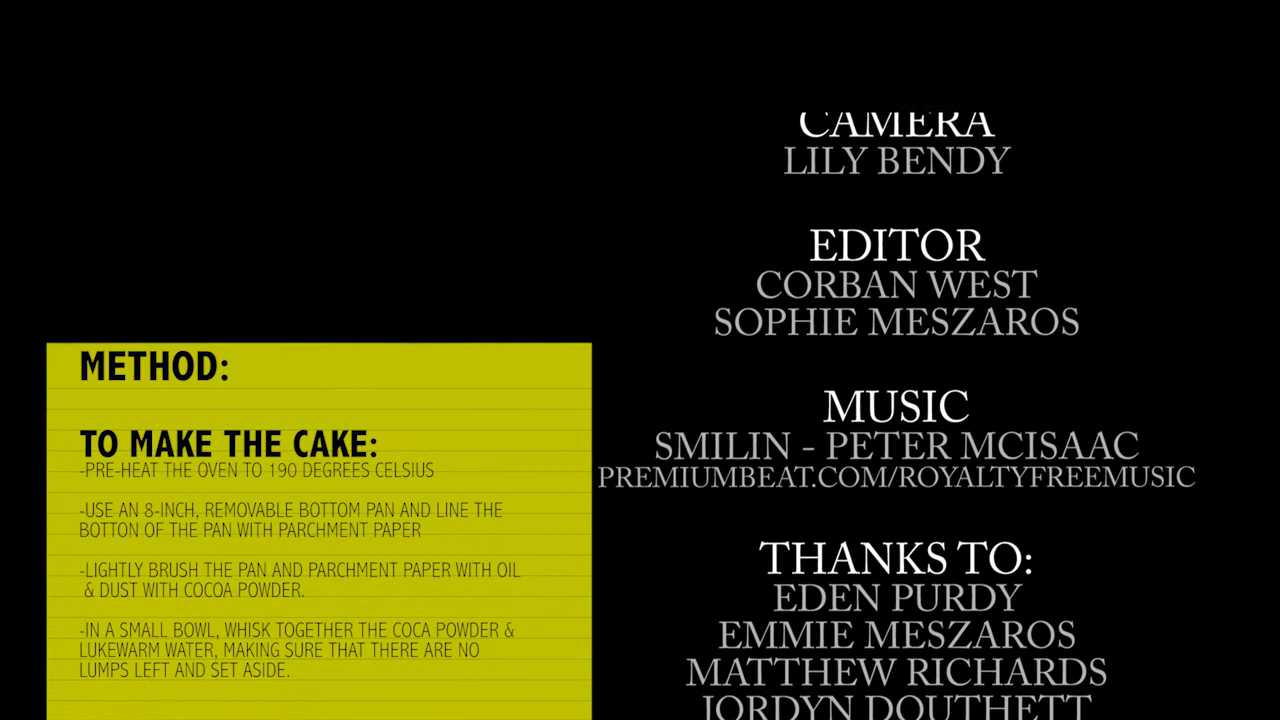 METHOD:
TO MAKE THE CAKE:
-PRE-HEAT THE OVEN TO 190 DEGREES CELSIUS
-USE AN 8-INCH, REMOVABLE BOTTOM PAN AND LINE THE
BOTTON OF THE PAN WITH PARCHMENT PAPER
-LIGHTLY BRUSH THE PAN AND PARCHMENT PAPER WITH OIL
& DUST WITH COCOA POWDER.
-IN A SMALL BOWL, WHISK TOGETHER THE COCA POWDER &
LUKEWARM WATER, MAKING SURE THAT THERE ARE NO
LUMPS LEFT AND SET ASIDE.
CAMERA
LILY BENDY
EDITOR
CORBAN WEST
SOPHIE MESZAROS
MUSIC
SMILIN - PETER MCISAAC
PREMIUMBEAT.COM/ROYALTYFREEMUSIC
THANKS TO:
EDEN PURDY
EMMIE MESZAROS
MATTHEW RICHARDS
JORDYN DOUTHETT